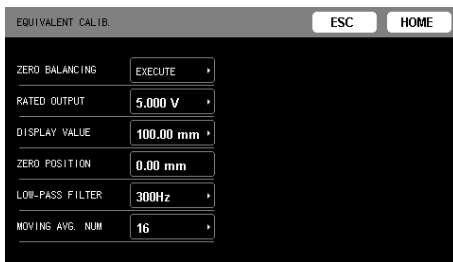 EQUIVALENT CALIB. ESC HOME
ZERO BALANCING EXECUTE
RATED OUTPUT 5.000 V
DISPLAY VALUE 100.00 mm
ZERO POSITION 0.00 mm
LOW-PASS FILTER 300Hz
MOVING AVG. NUM 16